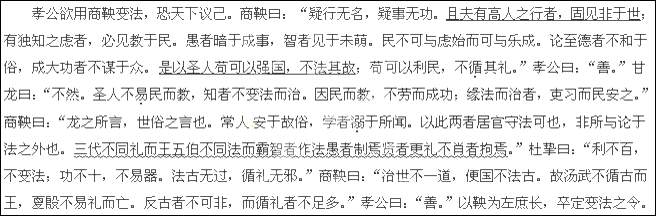 孝公欲用商鞅变法，恐天下议己。商鞅曰：“疑行无名，疑事无功。且夫有高人之行者，固见非于世；
有独知之虑者，必见教于民。愚者暗于成事，智者见于未萌。民不可与虑始而可与乐成。论至德者不和于
俗，成大功者不谋于众。是以圣人苟可以强国，不法其故；苟可以利民，不循其礼。”孝公曰：“善。”甘
龙曰：“不然。圣人不易民而教，知者不变法而治。因民而教，不劳而成功；缘法而治者，吏习而民安之。”
商鞅曰：“龙之所言，世俗之言也。常人安于故俗，学者溺于所闻。以此两者居官守法可也，非所与论于
法之外也。三代不同礼而王五伯不同法而霸智者作法愚者制焉贤者更礼不肖者拘焉。”杜挚曰：“利不百，
不变法；功不十，不易器。法古无过，循礼无邪。”商鞅曰：“治世不一道，便国不法古。故汤武不循古而
王，夏殷不易礼而亡。反古者不可非，而循礼者不足多。”孝公曰：“善。”以鞅为左庶长，卒定变法之令。